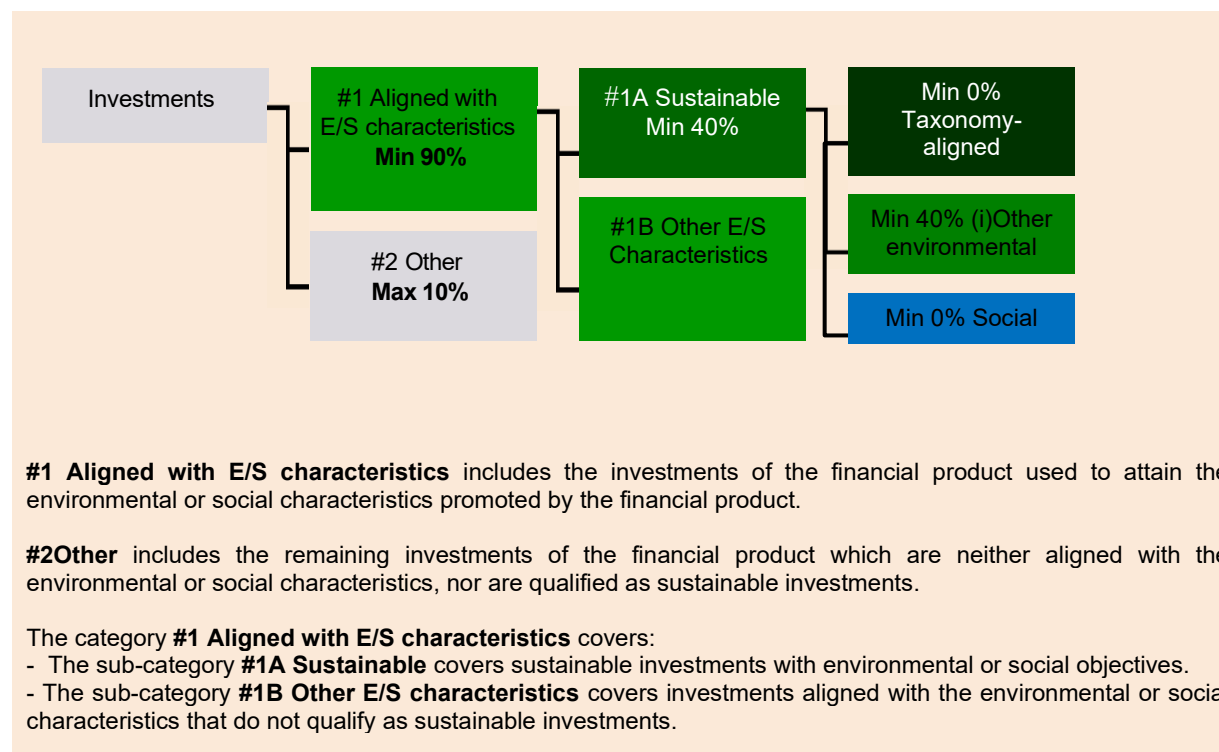 Investments
#1 Aligned with
E/S characteristics
Min 90%
#2 Other
Max 10%
#1A Sustainable
Min 40%
#1B Other E/S
Characteristics
Min 0%
Taxonomy-
aligned
Min 40% (i)Other
environmental
Min 0% Social
#1 Aligned with E/S characteristics includes the investments of the financial product used to attain the
environmental or social characteristics promoted by the financial product.
#2Other includes the remaining investments of the financial product which are neither aligned with the
environmental or social characteristics, nor are qualified as sustainable investments.
The category #1 Aligned with E/S characteristics covers:
- The sub-category #1A Sustainable covers sustainable investments with environmental or social objectives.
- The sub-category #1B Other E/S characteristics covers investments aligned with the environmental or social
characteristics that do not qualify as sustainable investments.